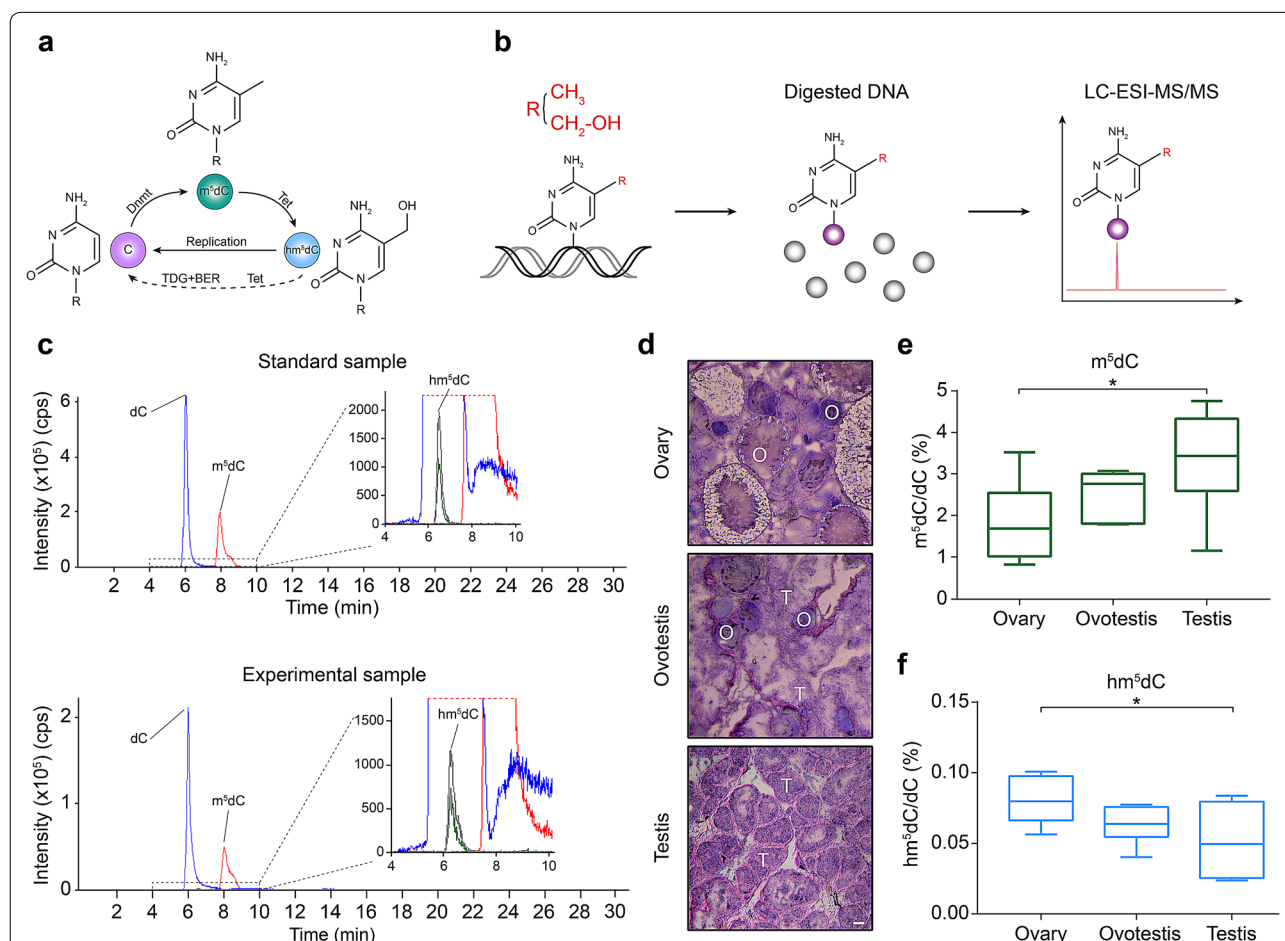 a
NH₂
N
O
N
R
m⁵dC
Dnmt
Tet
NH₂
N
O
N
R
C
Replication
hm⁵dC
TDG+BER Tet
NH₂
OH
N
O
N
R
b
R
CH₃
CH₂-OH
NH₂
R
N
O
N
Digested DNA
NH₂
R
N
O
N
LC-ESI-MS/MS
NH₂
R
N
O
N
c
Standard sample
Intensity (x10⁵) (cps)
6
4
2
0
dC
m⁵dC
2 4 6 8 10 12 14 16 18 20 22 24 26 28 30
Time (min)
hm⁵dC
2000
1500
1000
500
0
4 6 8 10
Experimental sample
Intensity (x10⁵) (cps)
2
1
0
dC
m⁵dC
2 4 6 8 10 12 14 16 18 20 22 24 26 28 30
Time (min)
hm⁵dC
1500
1000
500
0
4 6 8 10
d
Ovary
O
O
Ovotestis
T
O
O
T
Testis
T
T
e
m⁵dC
*
m⁵dC/dC (%)
5
4
3
2
1
0
Ovary Ovotestis Testis
f
hm⁵dC
*
hm⁵dC/dC (%)
0.15
0.10
0.05
0.00
Ovary Ovotestis Testis